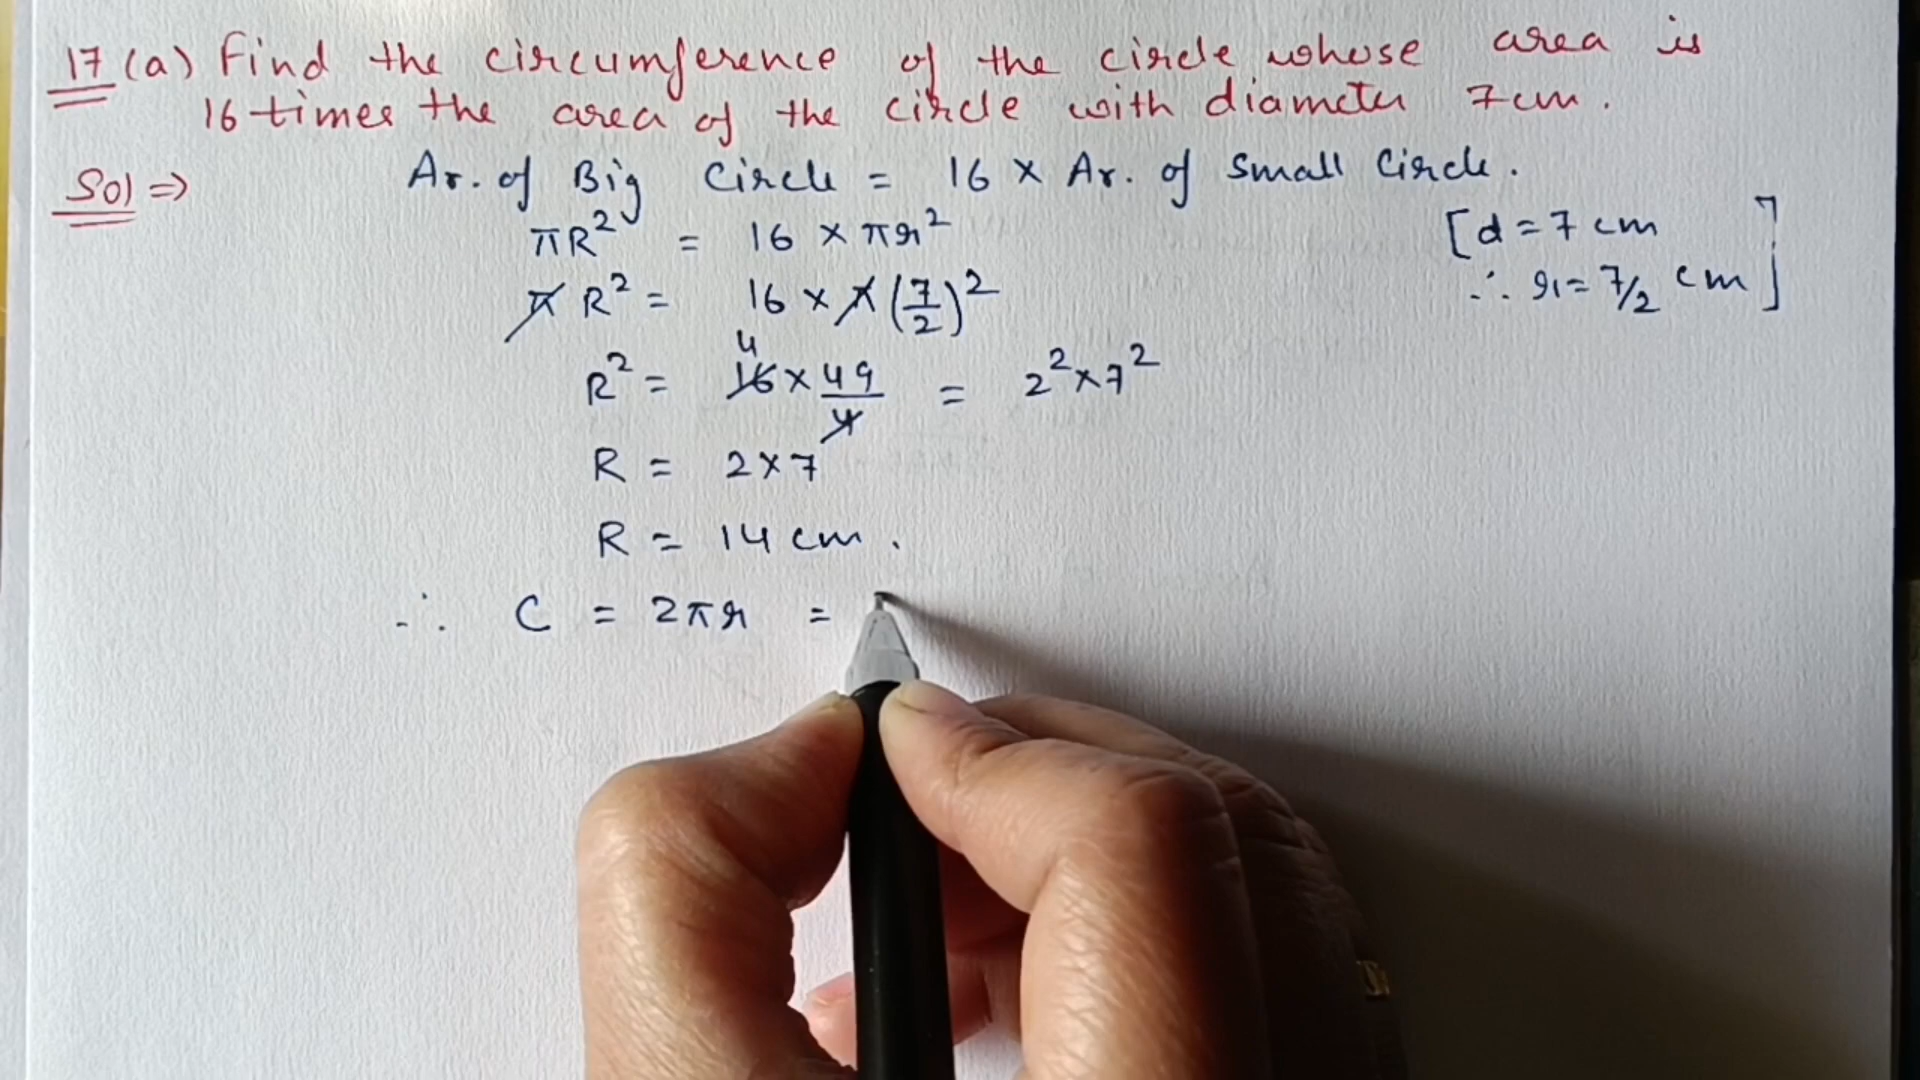 17 (a) Find the circumference of the circle whose area is
16 times the area of the circle with diameter 7cm.
Sol ⇒ Ar. of Big Circle = 16 × Ar. of Small Circle.
πR² = 16 × πr² [d = 7 cm
π R² = 16 × π (7/2)² ∴ r = 7/2 cm]
R² = 16 4 × 49/4 = 2² × 7²
R = 2 × 7
R = 14 cm.
∴ C = 2πr =